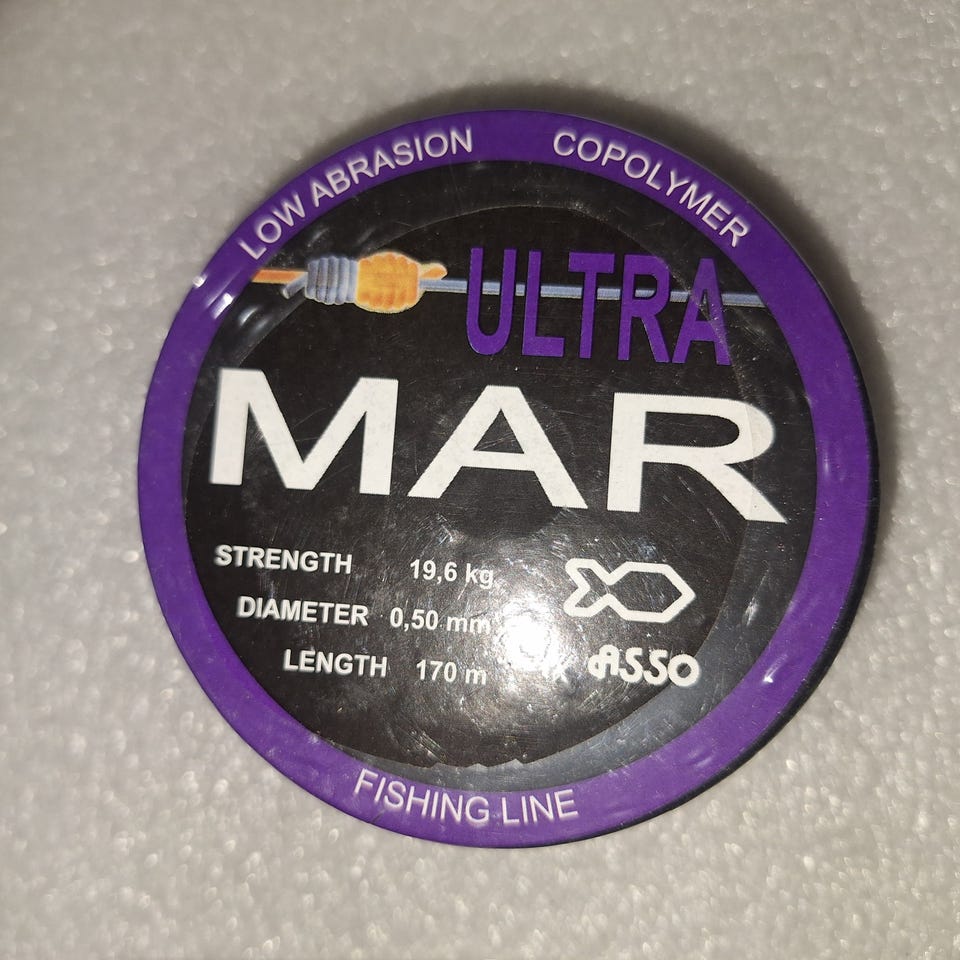 LOW ABRASION COPOLYMER
ULTRA
MAR
STRENGTH 19,6 kg
DIAMETER 0,50 mm
LENGTH 170 m
ASSO
FISHING LINE